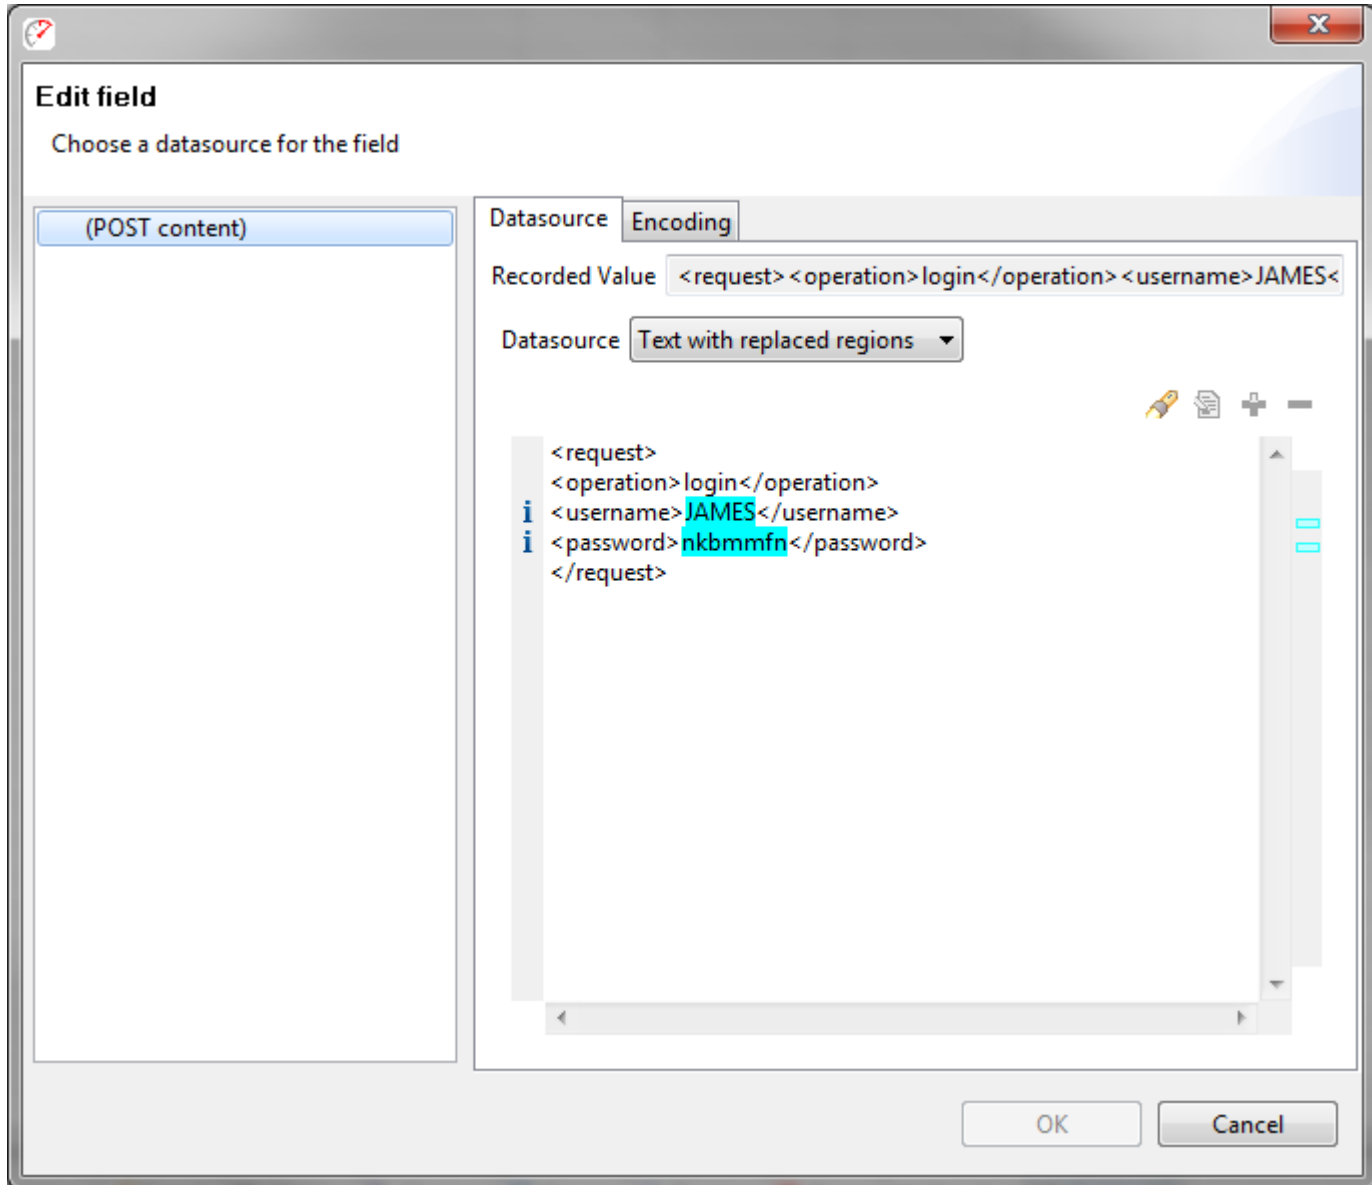 Edit field
Choose a datasource for the field
(POST content)
Datasource
Encoding
Recorded Value <request><operation>login</operation><username>JAMES<
Datasource Text with replaced regions
<request>
<operation>login</operation>
i <username>JAMES</username>
i <password>nkbmmfn</password>
</request>
OK
Cancel